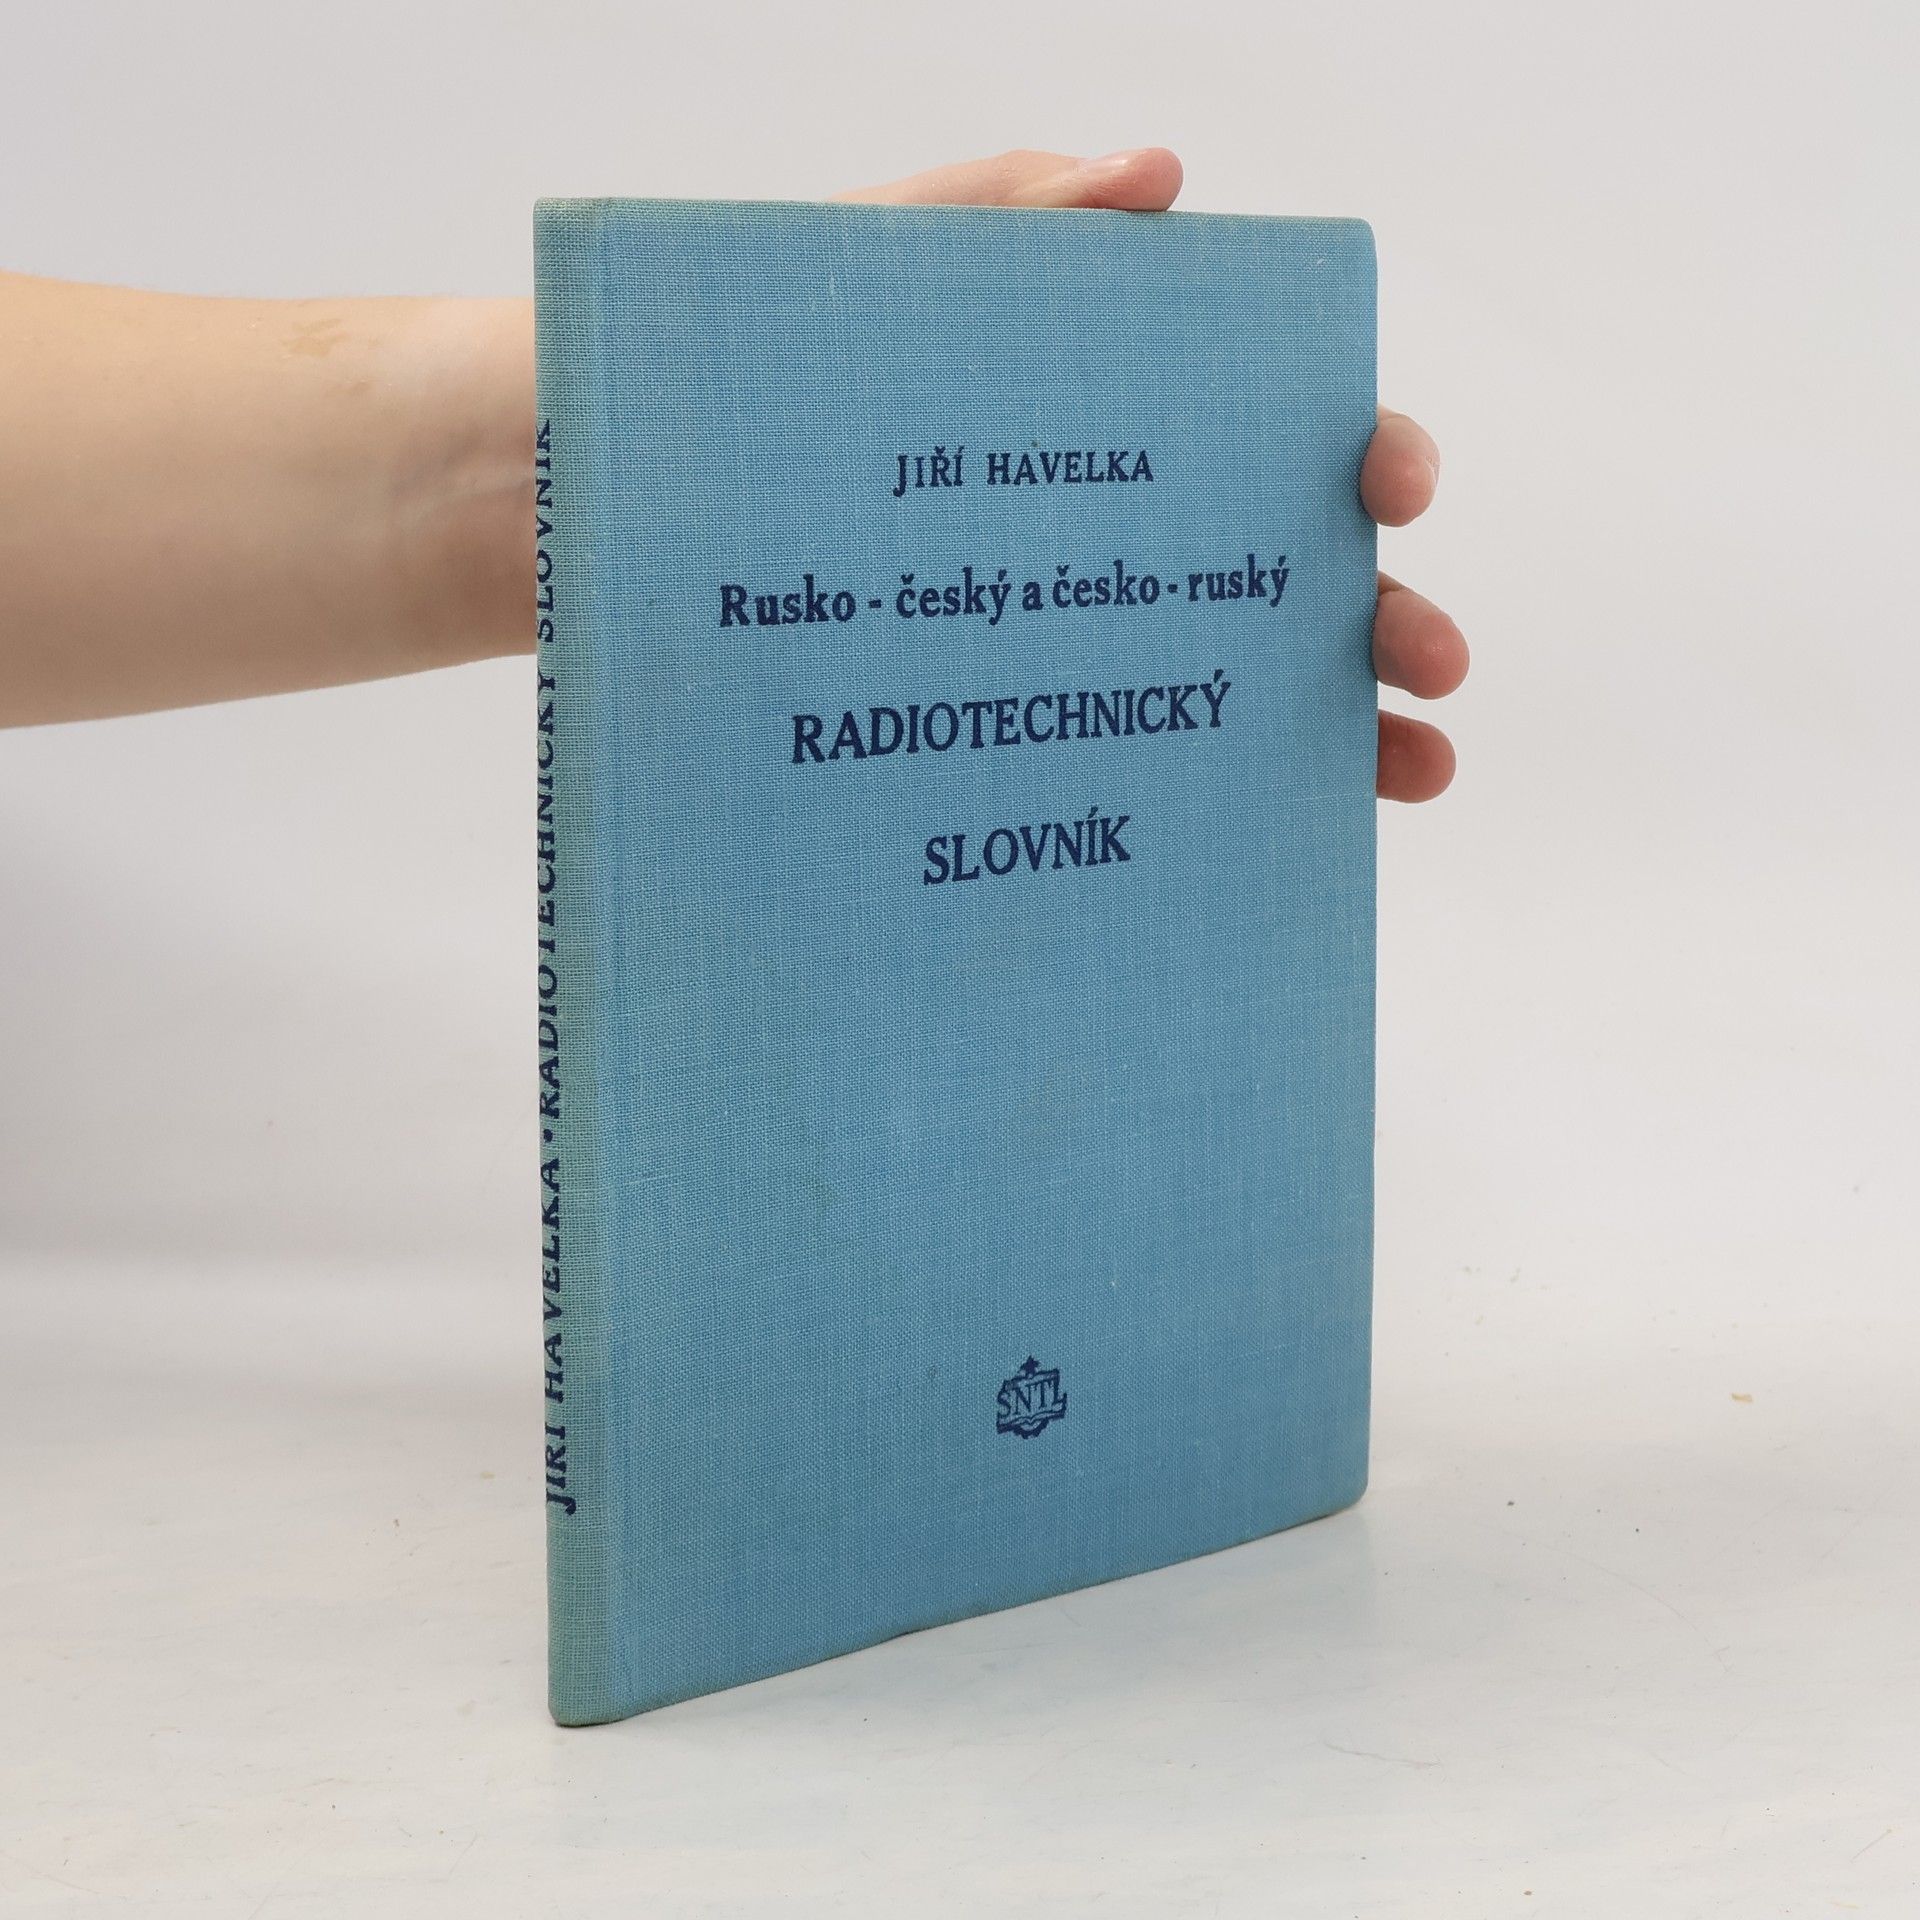 JIŘÍ HAVELKA
Rusko - český a česko - ruský
RADIOTECHNICKÝ
SLOVNÍK
SNTL
JIŘÍ HAVELKA • RADIOTECHNICKÝ SLOVNÍK